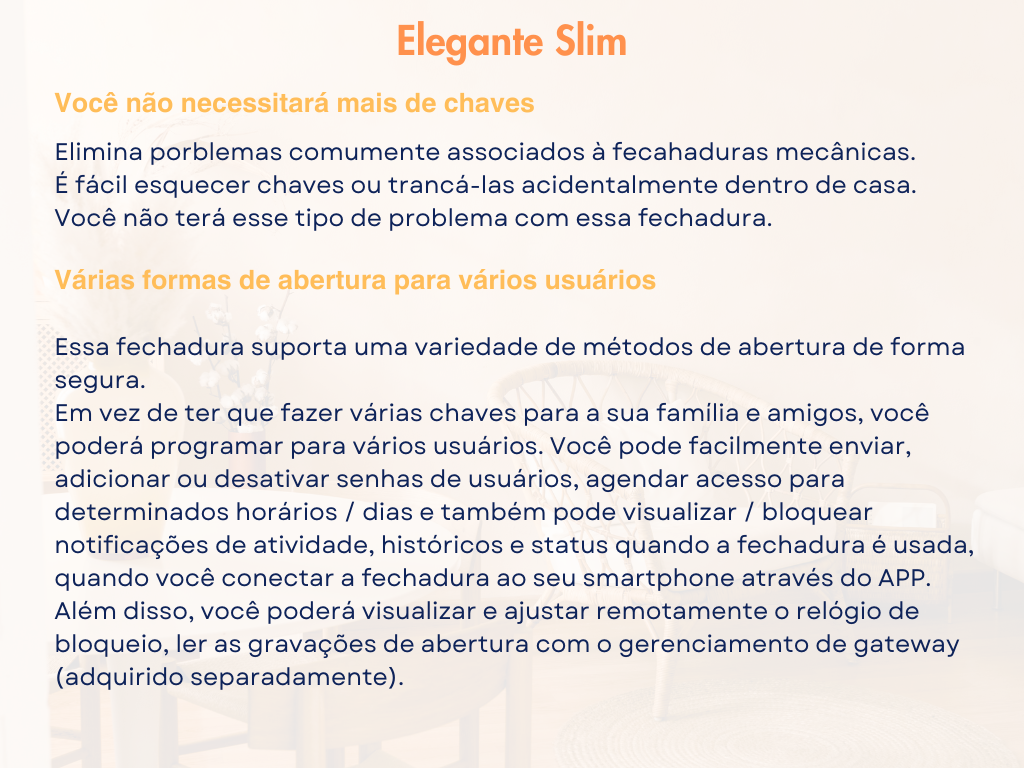 Elegante Slim
Você não necessitará mais de chaves
Elimina porblemas comumente associados à fecahaduras mecânicas.
É fácil esquecer chaves ou trancá-las acidentalmente dentro de casa.
Você não terá esse tipo de problema com essa fechadura.
Várias formas de abertura para vários usuários
Essa fechadura suporta uma variedade de métodos de abertura de forma
segura.
Em vez de ter que fazer várias chaves para a sua família e amigos, você
poderá programar para vários usuários. Você pode facilmente enviar,
adicionar ou desativar senhas de usuários, agendar acesso para
determinados horários / dias e também pode visualizar / bloquear
notificações de atividade, históricos e status quando a fechadura é usada,
quando você conectar a fechadura ao seu smartphone através do APP.
Além disso, você poderá visualizar e ajustar remotamente o relógio de
bloqueio, ler as gravações de abertura com o gerenciamento de gateway
(adquirido separadamente).